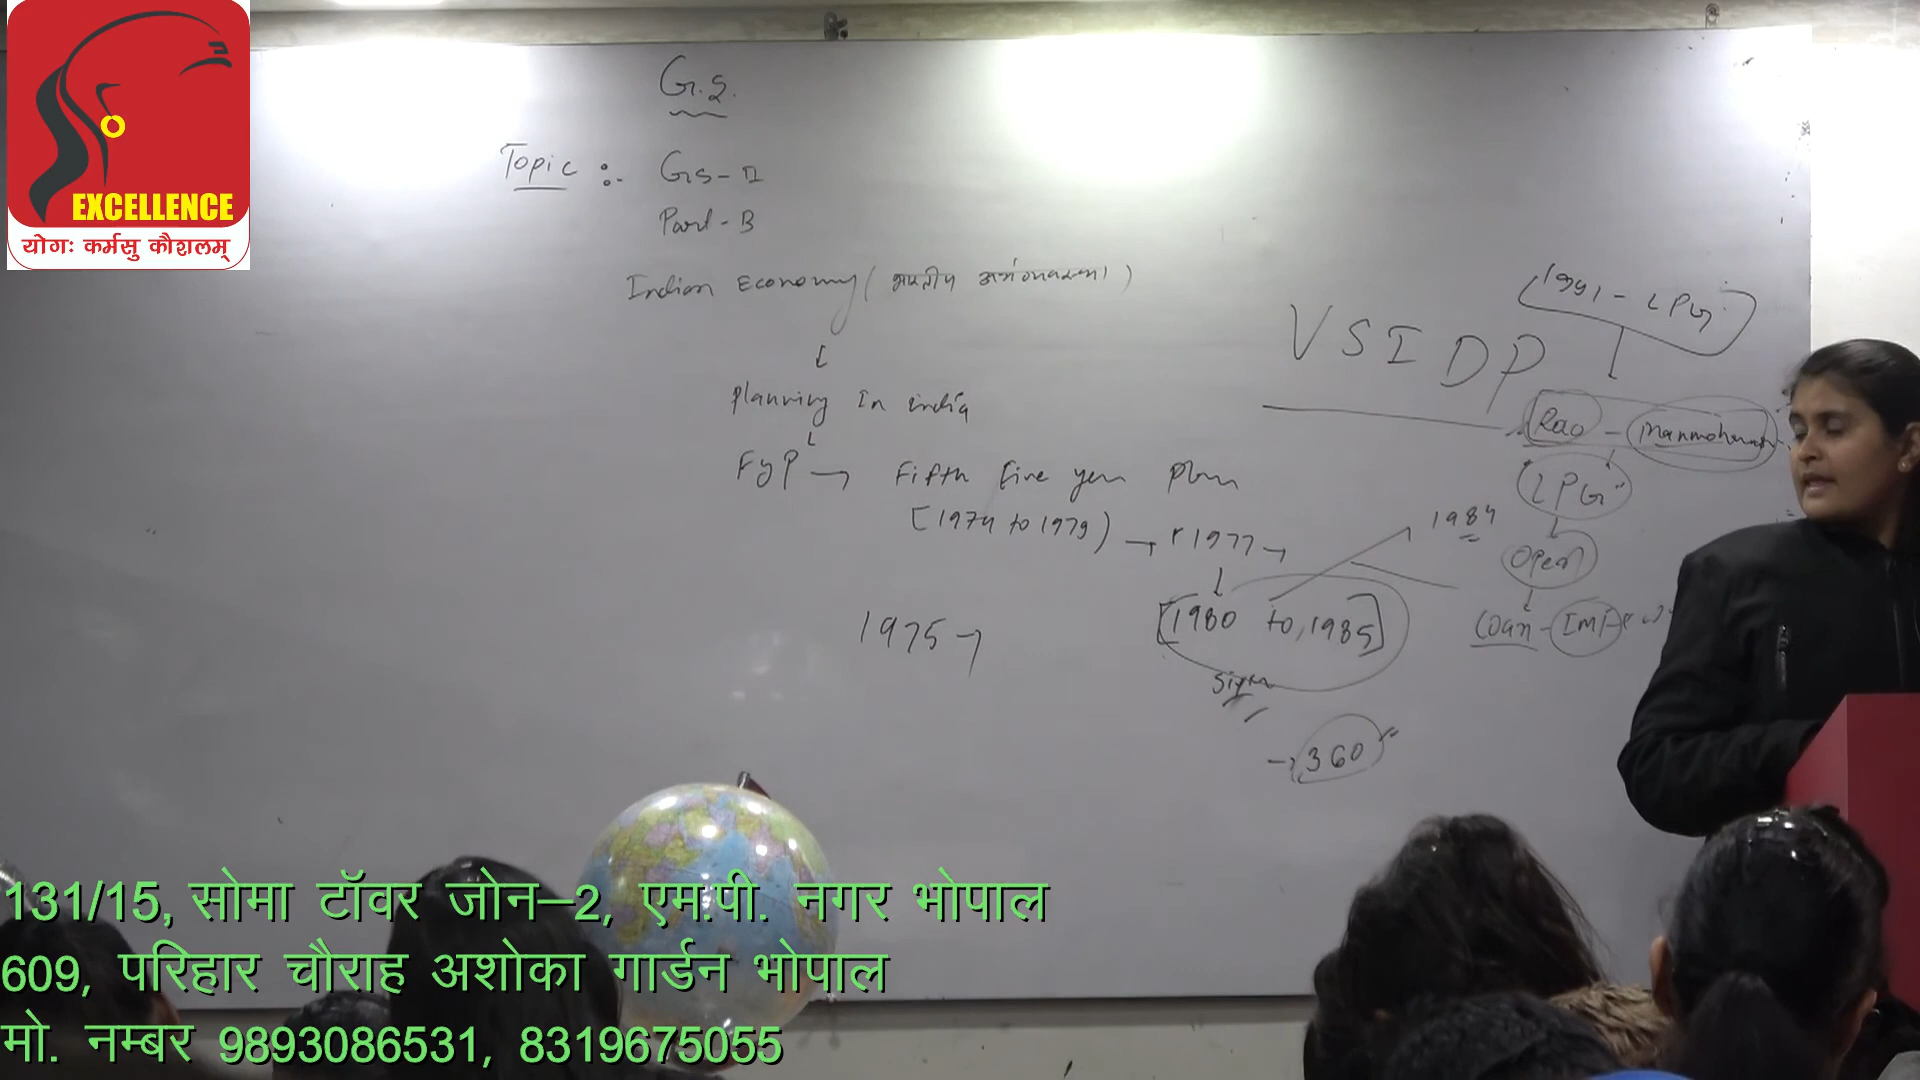 EXCELLENCE
योगः कर्मसु कौशलम्
G.S.
Topic :- GS-II
Part-B
Indian Economy (भारतीय अर्थव्यवस्था)
Planning In india
FyP → Fifth five year plan
[1974 to 1979) → 1977 →
[1980 to, 1985]
1975 →
→ 360"
VSIDP
1984
1991 - LPG
Rao - Manmohan
"LPG"
Open
Loan - IMF
131/15, सोमा टॉवर जोन–2, एम.पी. नगर भोपाल
609, परिहार चौराह अशोका गार्डन भोपाल
मो. नम्बर 9893086531, 8319675055